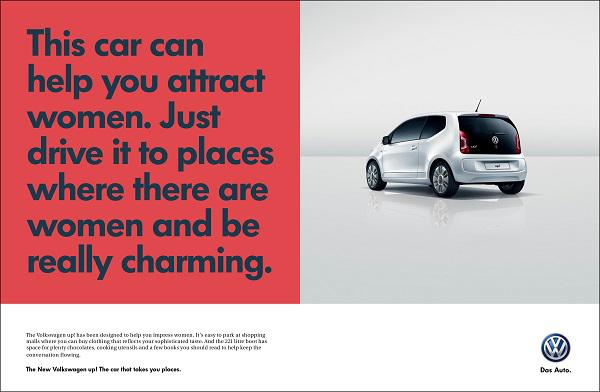 This car can
help you attract
women. Just
drive it to places
where there are
women and be
really charming.
up!
The Volkswagen up! has been designed to help you impress women. It's easy to park at shopping
malls where you can buy clothing that reflects your sophisticated taste. And the 221 litre boot has
space for plenty chocolates, cooking utensils and a few books you should read to help keep the
conversation flowing.
The New Volkswagen up! The car that takes you places.
Das Auto.